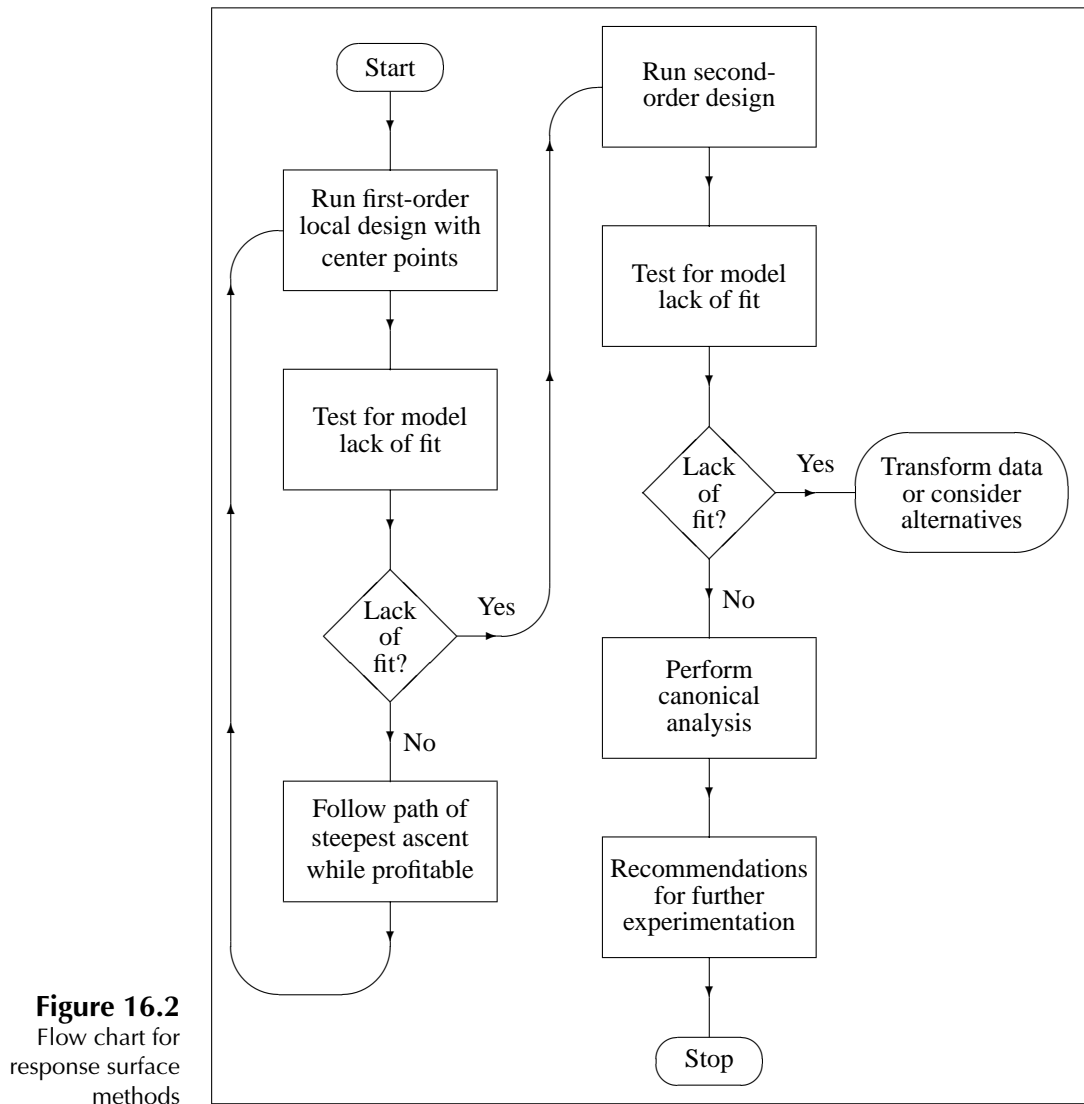 Start
Run first-order
local design with
center points
Test for model
lack of fit
Lack
of
fit?
Yes
No
Follow path of
steepest ascent
while profitable
Run second-
order design
Test for model
lack of fit
Lack
of
fit?
Yes
Transform data
or consider
alternatives
No
Perform
canonical
analysis
Recommendations
for further
experimentation
Stop
Figure 16.2
Flow chart for
response surface
methods